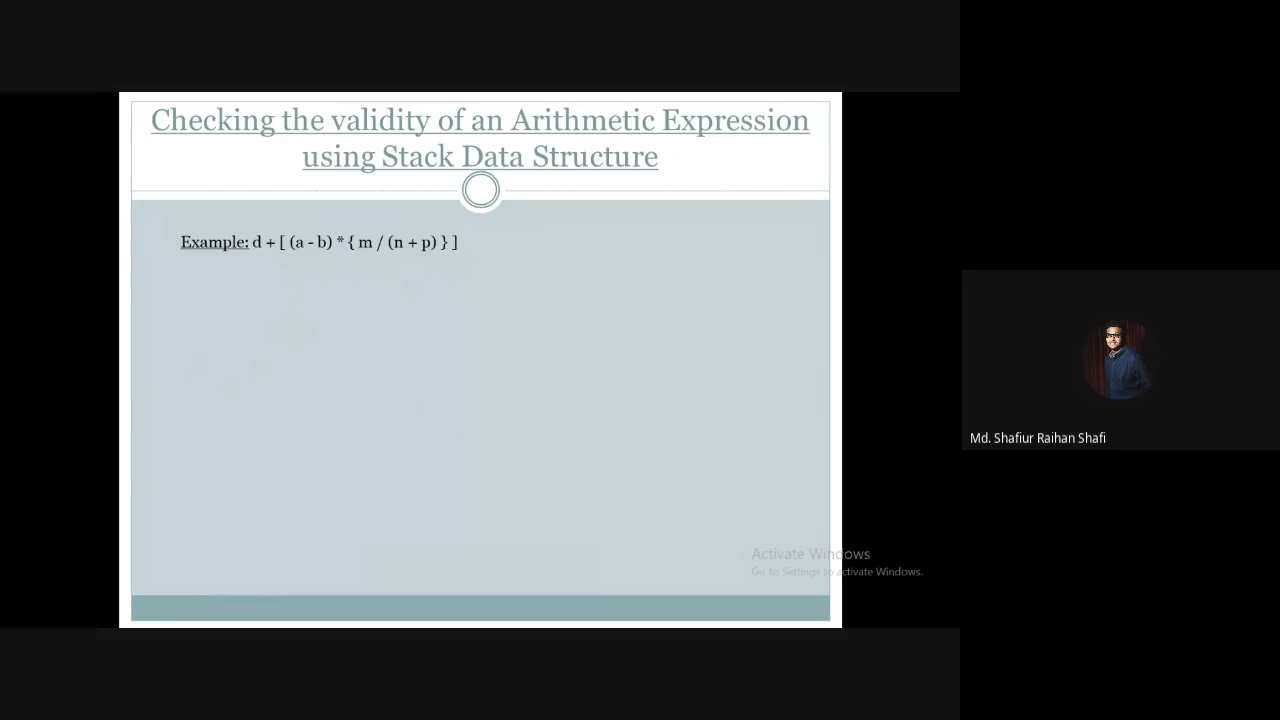 Checking the validity of an Arithmetic Expression
using Stack Data Structure
Example: d + [ (a - b) * { m / (n + p) } ]
Activate Windows
Go to Settings to activate Windows.
Md. Shafiur Raihan Shafi